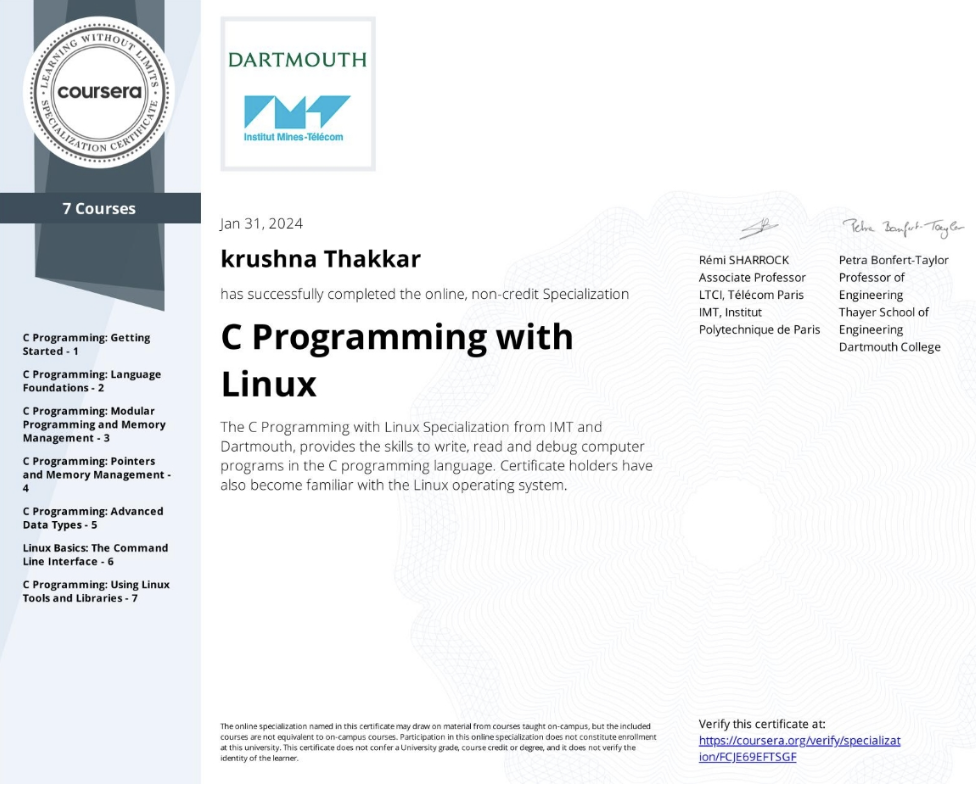 LEARNING WITHOUT LIMITS
coursera
SPECIALIZATION CERTIFICATE
7 Courses
C Programming: Getting
Started - 1
C Programming: Language
Foundations - 2
C Programming: Modular
Programming and Memory
Management - 3
C Programming: Pointers
and Memory Management -
4
C Programming: Advanced
Data Types - 5
Linux Basics: The Command
Line Interface - 6
C Programming: Using Linux
Tools and Libraries - 7
DARTMOUTH
IMT
Institut Mines-Télécom
Jan 31, 2024
krushna Thakkar
has successfully completed the online, non-credit Specialization
C Programming with
Linux
The C Programming with Linux Specialization from IMT and
Dartmouth, provides the skills to write, read and debug computer
programs in the C programming language. Certificate holders have
also become familiar with the Linux operating system.
Rémi SHARROCK
Associate Professor
LTCI, Télécom Paris
IMT, Institut
Polytechnique de Paris
Petra Bonfert-Taylor
Petra Bonfert-Taylor
Professor of
Engineering
Thayer School of
Engineering
Dartmouth College
The online specialization named in this certificate may draw on material from courses taught on-campus, but the included
courses are not equivalent to on-campus courses. Participation in this online specialization does not constitute enrollment
at this university. This certificate does not confer a University grade, course credit or degree, and it does not verify the
identity of the learner.
Verify this certificate at:
https://coursera.org/verify/specializat
ion/FCJE69EFTSGF